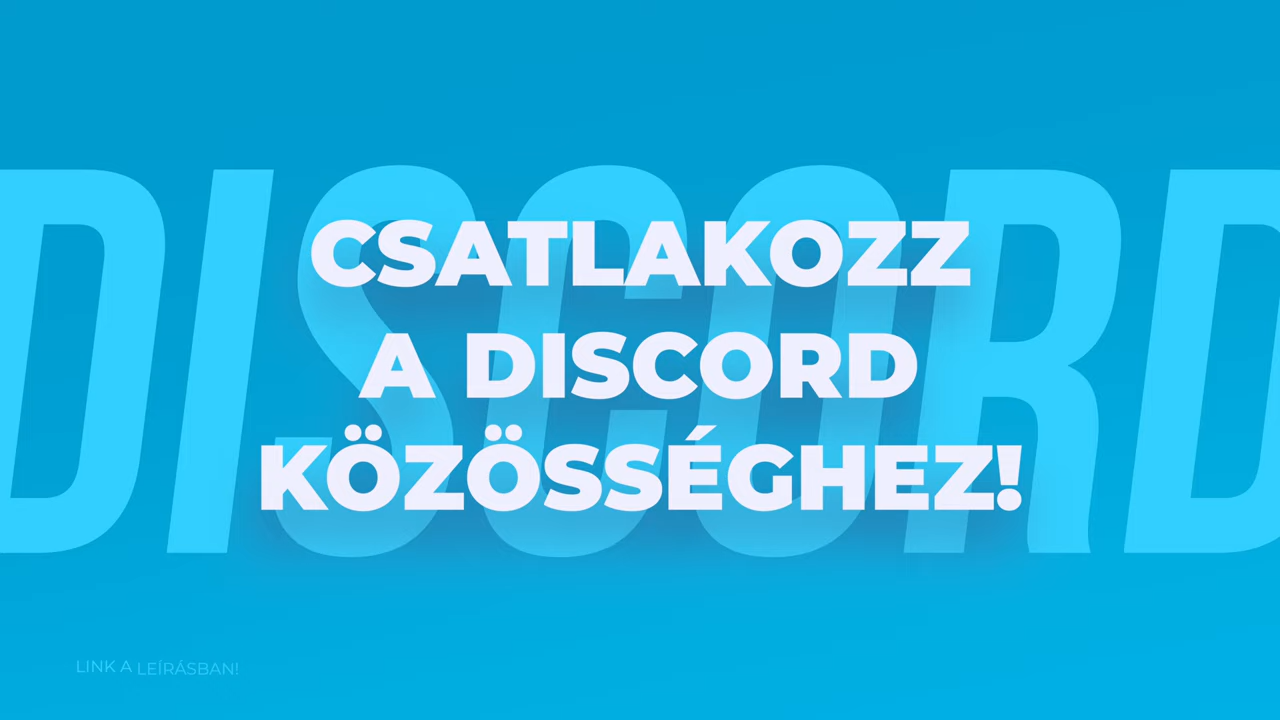 DISCORD
CSATLAKOZZ
A DISCORD
KÖZÖSSÉGHEZ!
LINK A LEÍRÁSBAN!